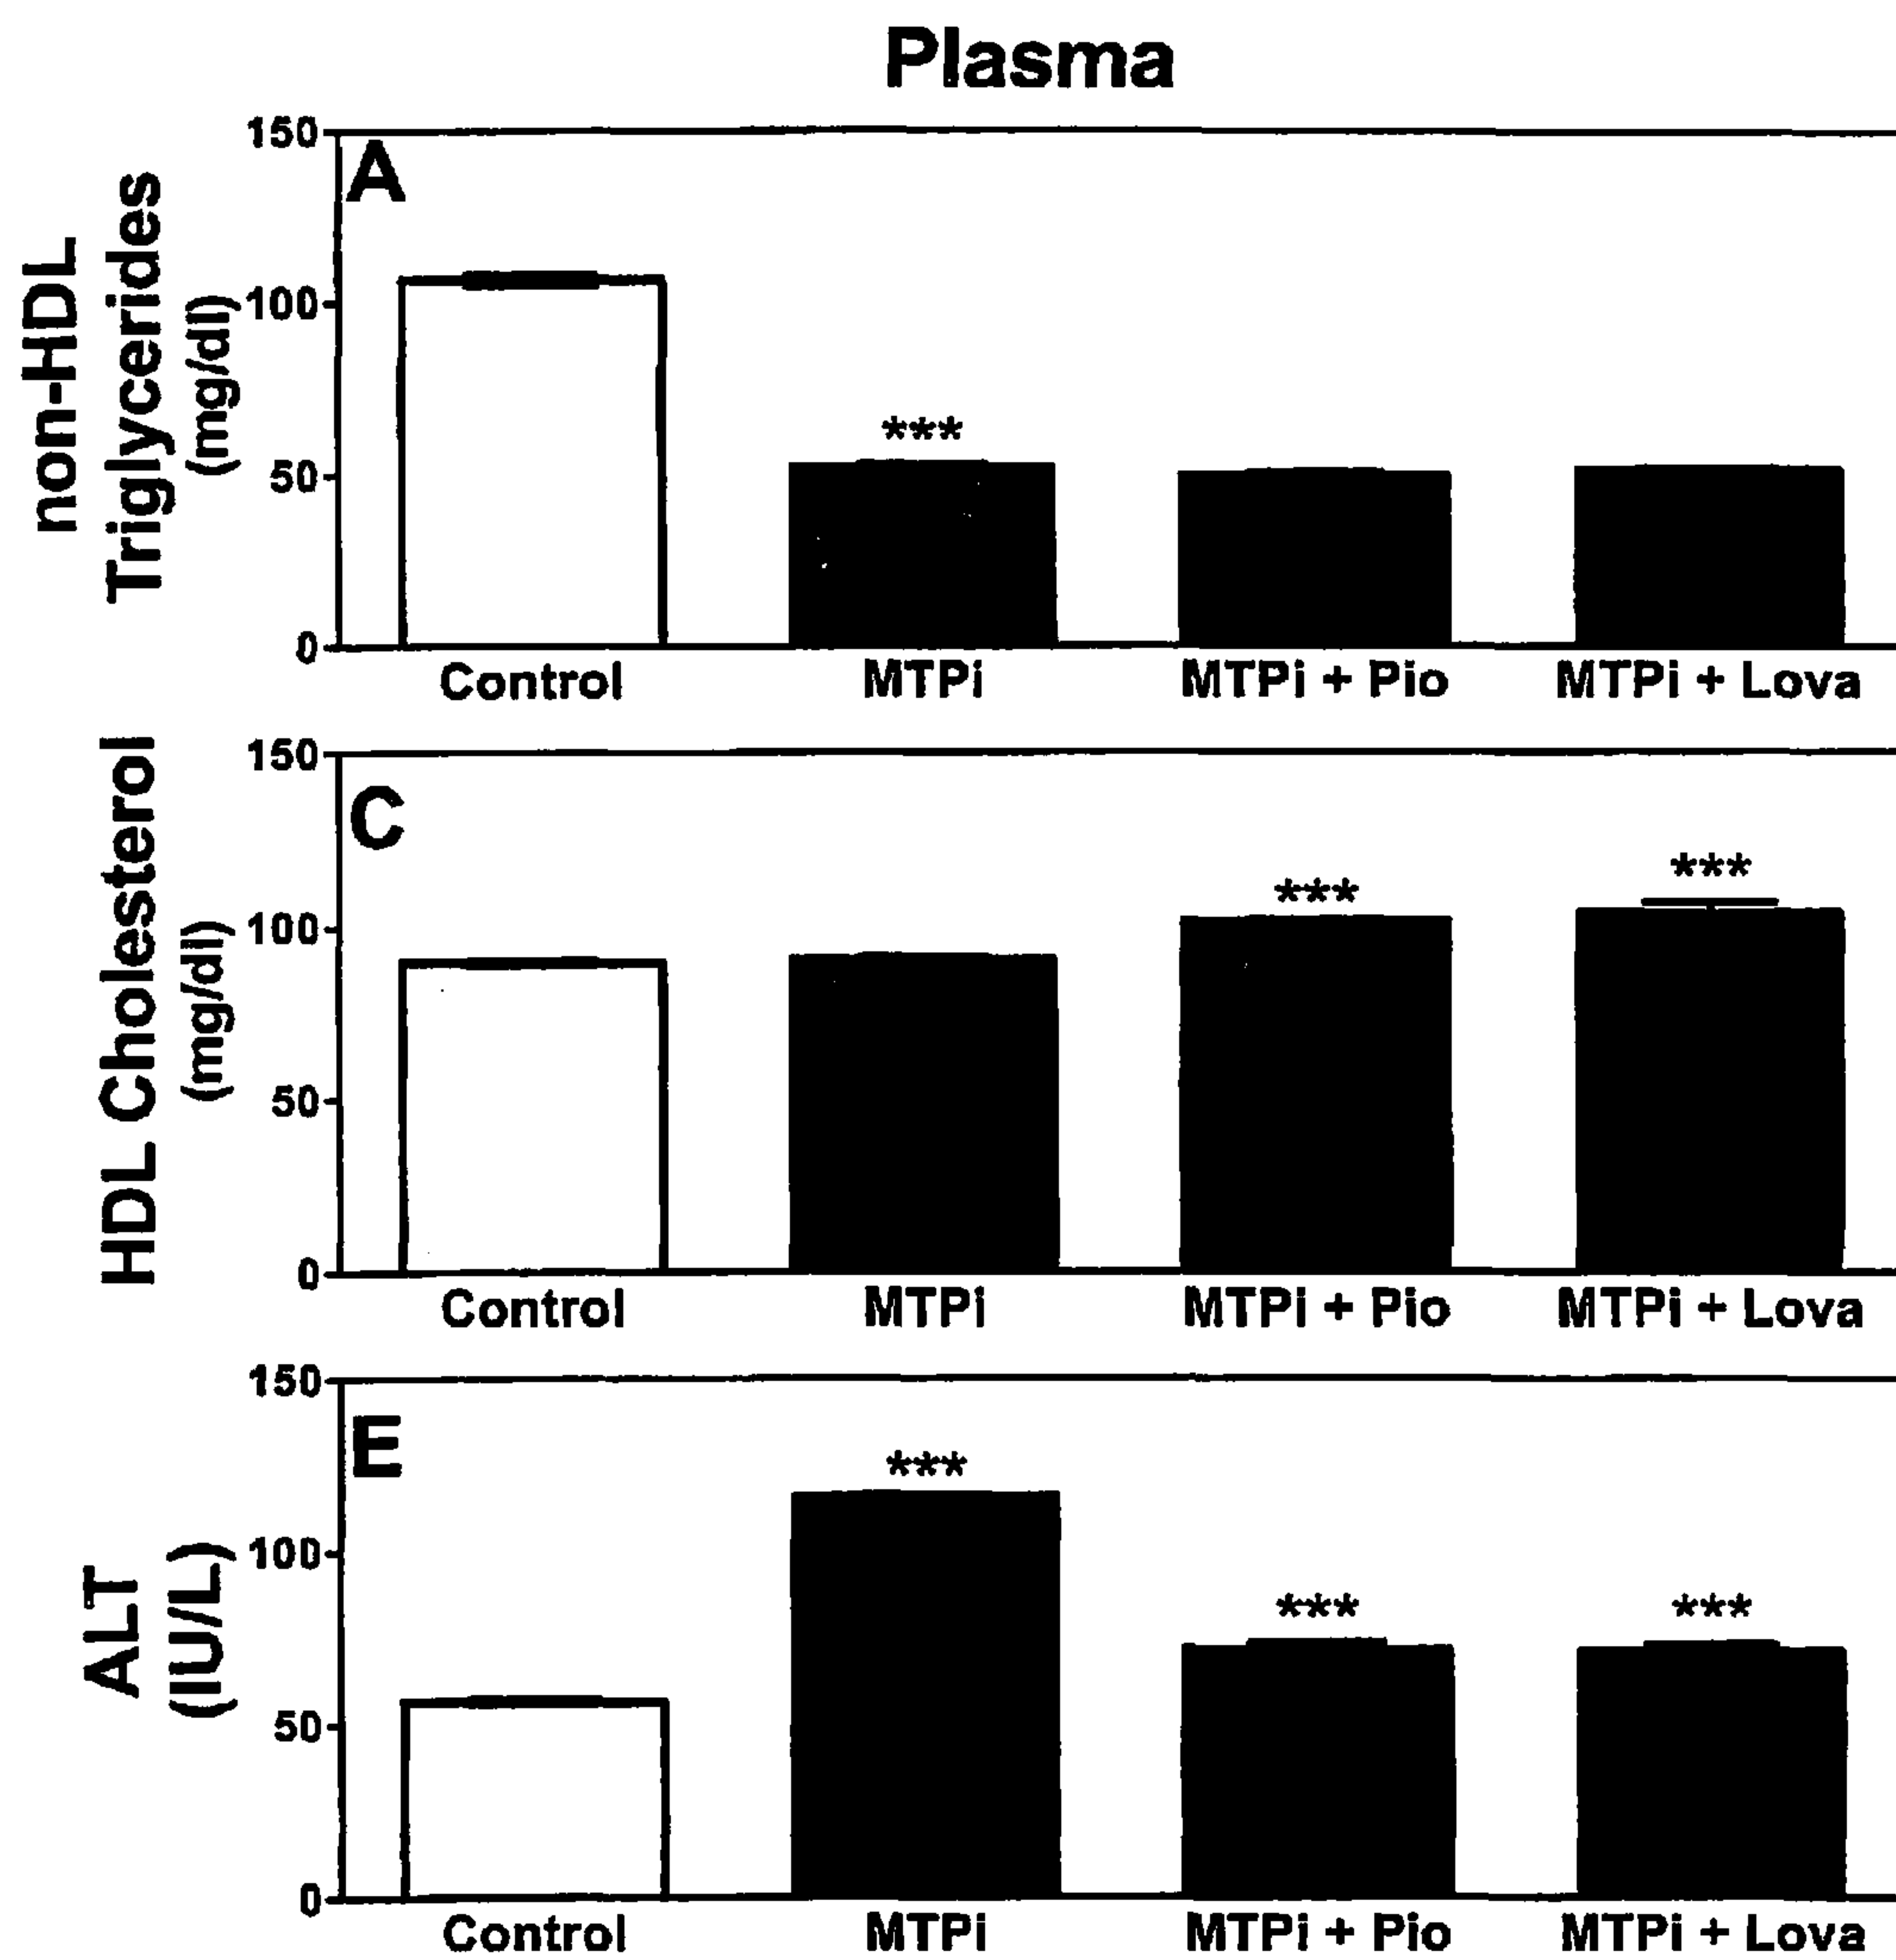 Plasma
A
non-HDL
Triglycerides
(mg/dl)
150
100
50
0
***
Control MTPi MTPi + Pio MTPi + Lova
C
HDL Cholesterol
(mg/dl)
150
100
50
0
*** ***
Control MTPi MTPi + Pio MTPi + Lova
E
ALT
(IU/L)
150
100
50
0
*** *** ***
Control MTPi MTPi + Pio MTPi + Lova